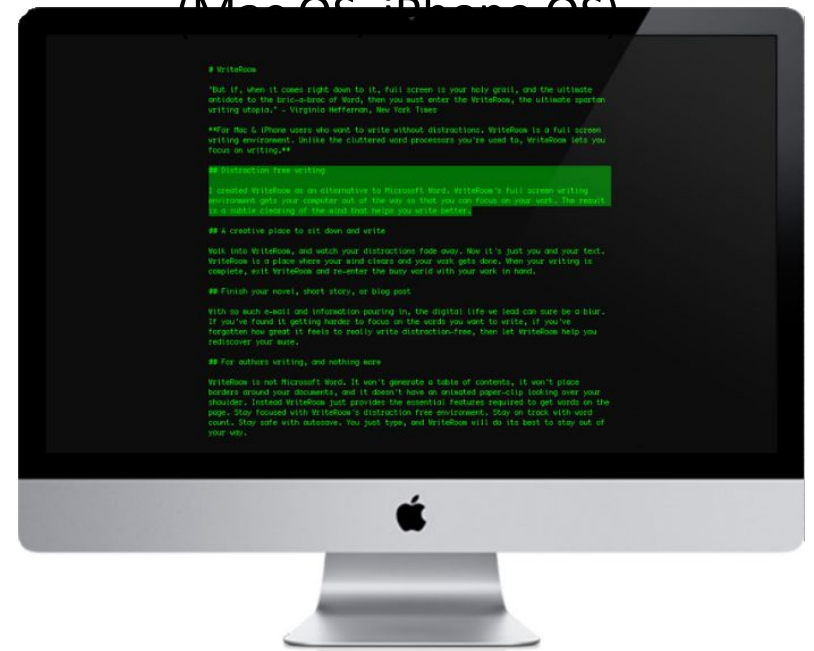 (Mac OS, iPhone OS)
# WriteRoom
"But if, when it comes right down to it, full screen is your holy grail, and the ultimate
antidote to the bric-a-brac of Word, then you must enter the WriteRoom, the ultimate spartan
writing utopia." - Virginia Heffernan, New York Times
**For Mac & iPhone users who want to write without distractions. WriteRoom is a full screen
writing environment. Unlike the cluttered word processors you're used to, WriteRoom lets you
focus on writing.**
## Distraction free writing
I created WriteRoom as an alternative to Microsoft Word. WriteRoom's full screen writing
environment gets your computer out of the way so that you can focus on your work. The result
is a subtle clearing of the mind that helps you write better.
## A creative place to sit down and write
Walk into WriteRoom, and watch your distractions fade away. Now it's just you and your text.
WriteRoom is a place where your mind clears and your work gets done. When your writing is
complete, exit WriteRoom and re-enter the busy world with your work in hand.
## Finish your novel, short story, or blog post
With so much e-mail and information pouring in, the digital life we lead can sure be a blur.
If you've found it getting harder to focus on the words you want to write, if you've
forgotten how great it feels to really write distraction-free, then let WriteRoom help you
rediscover your muse.
## For authors writing, and nothing more
WriteRoom is not Microsoft Word. It won't generate a table of contents, it won't place
borders around your documents, and it doesn't have an animated paper-clip looking over your
shoulder. Instead WriteRoom just provides the essential features required to get words on the
page. Stay focused with WriteRoom's distraction free environment. Stay on track with word
count. Stay safe with autosave. You just type, and WriteRoom will do its best to stay out of
your way.